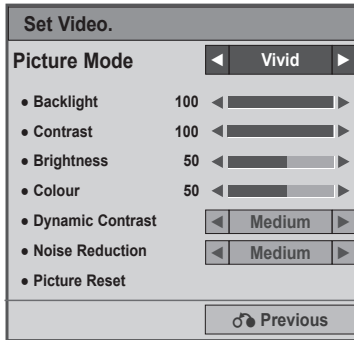 Set Video.
Picture Mode ◀ Vivid ▶
● Backlight 100
● Contrast 100
● Brightness 50
● Colour 50
● Dynamic Contrast ◀ Medium ▶
● Noise Reduction ◀ Medium ▶
● Picture Reset
Previous